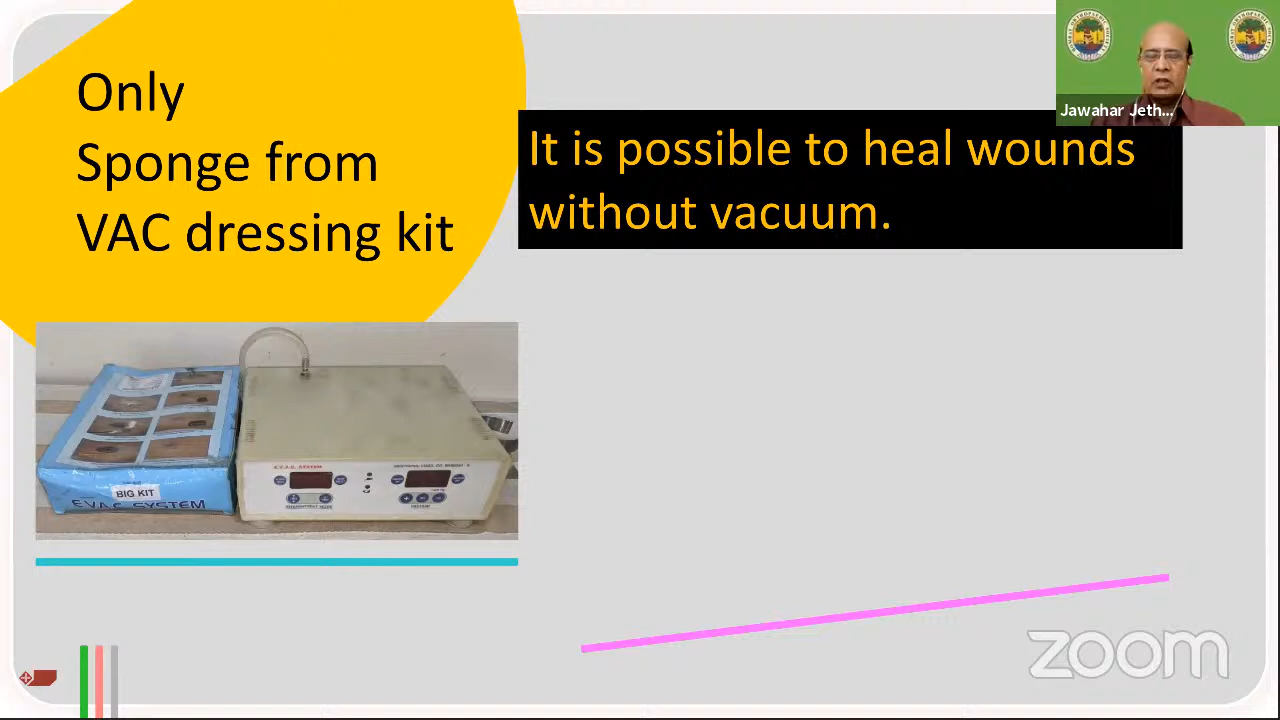 Only
Sponge from
VAC dressing kit
It is possible to heal wounds
without vacuum.
Jawahar Jeth...
BIG KIT
EVAC SYSTEM
zoom